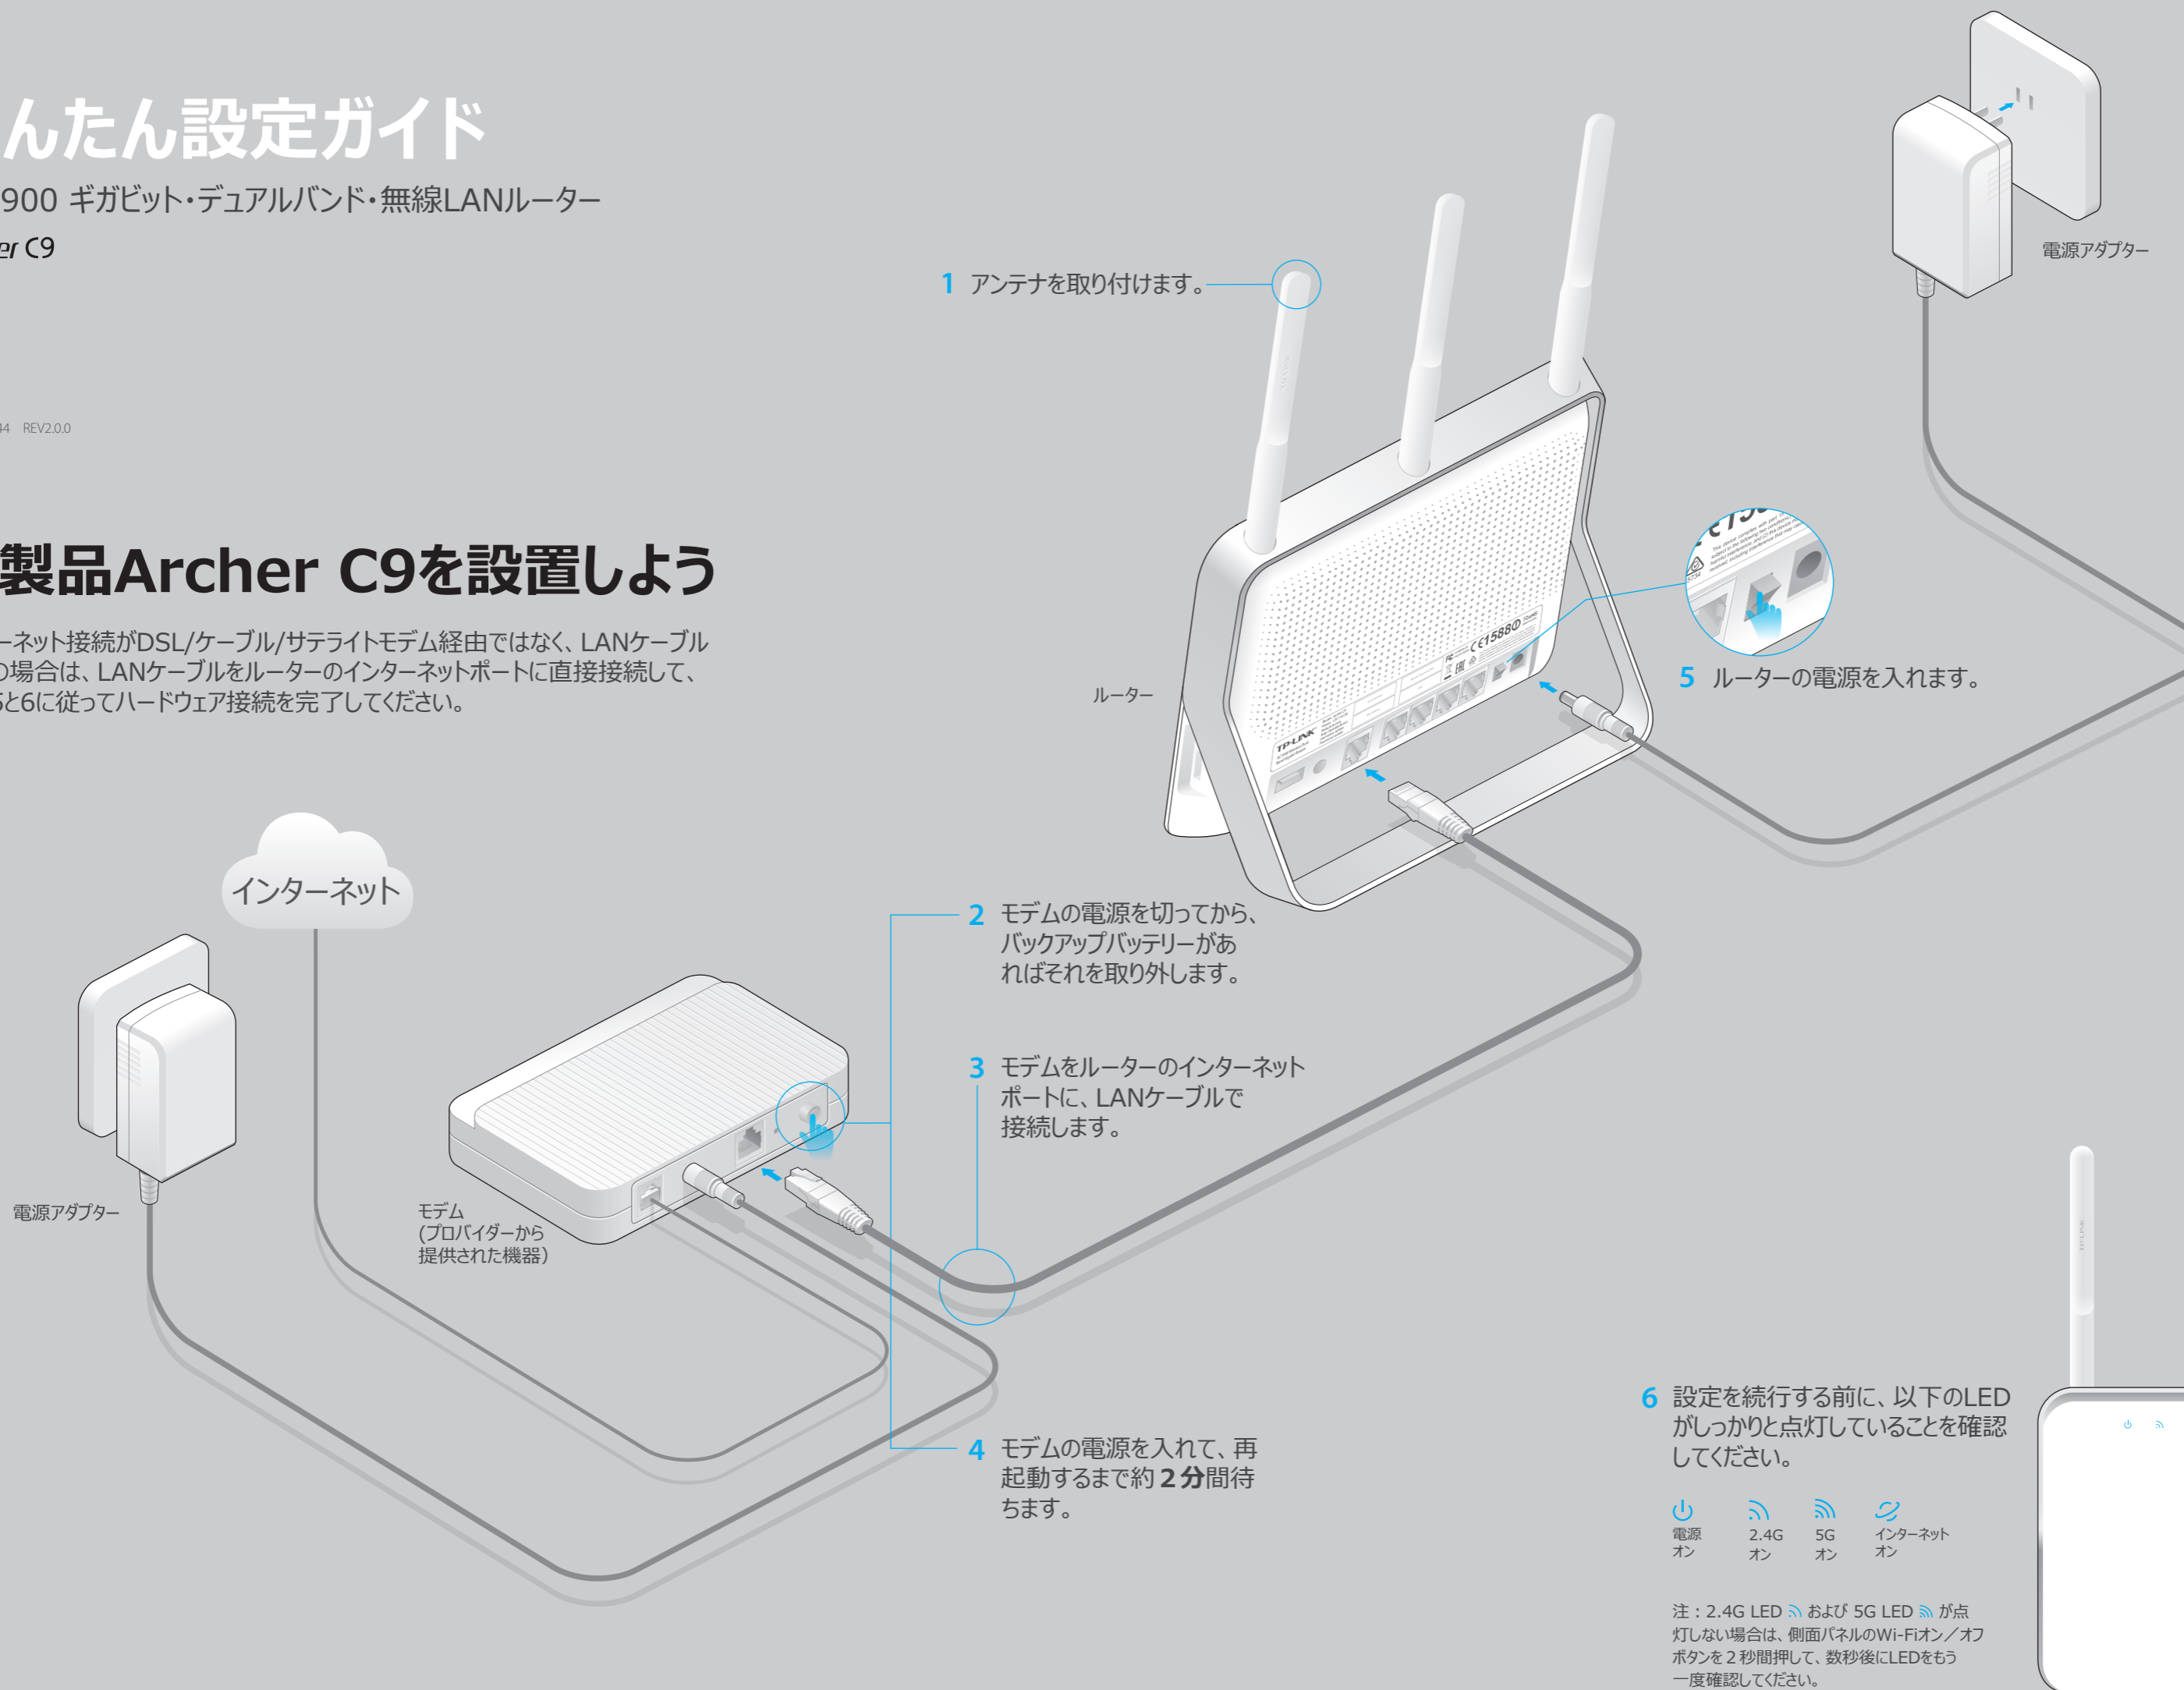 んたん設定ガイド
900 ギガビット・デュアルバンド・無線LANルーター
er C9
44 REV2.0.0
製品Archer C9を設置しよう
ーネット接続がDSL/ケーブル/サテライトモデム経由ではなく、LANケーブル
の場合は、LANケーブルをルーターのインターネットポートに直接接続して、
5と6に従ってハードウェア接続を完了してください。
1 アンテナを取り付けます。
電源アダプター
ルーター
TP-LINK
5 ルーターの電源を入れます。
インターネット
2 モデムの電源を切ってから、
バックアップバッテリーがあ
ればそれを取り外します。
3 モデムをルーターのインターネット
ポートに、LANケーブルで
接続します。
電源アダプター
モデム
(プロバイダーから
提供された機器)
4 モデムの電源を入れて、再
起動するまで約2分間待
ちます。
6 設定を続行する前に、以下のLED
がしっかりと点灯していることを確認
してください。
電源 2.4G 5G インターネット
オン オン オン オン
注：2.4G LED および 5G LED が点
灯しない場合は、側面パネルのWi-Fiオン／オフ
ボタンを2秒間押して、数秒後にLEDをもう
一度確認してください。
TP-LINK